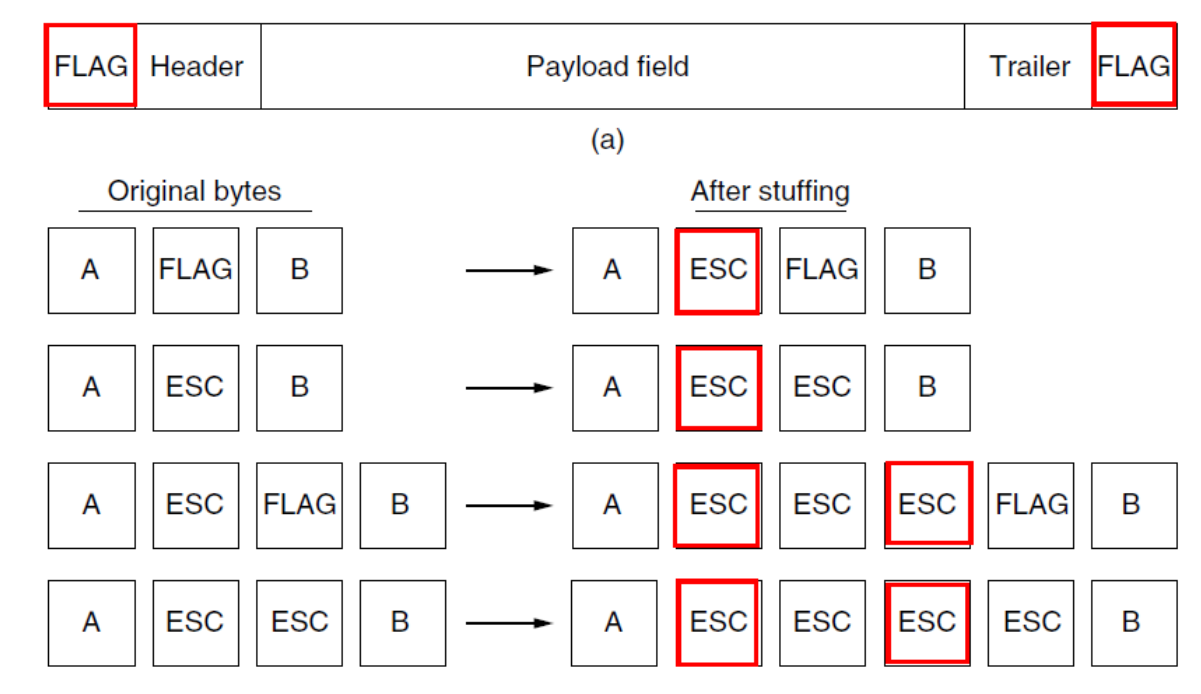 FLAG Header Payload field Trailer FLAG
(a)
Original bytes After stuffing
A FLAG B A ESC FLAG B
A ESC B A ESC ESC B
A ESC FLAG B A ESC ESC ESC FLAG B
A ESC ESC B A ESC ESC ESC ESC B